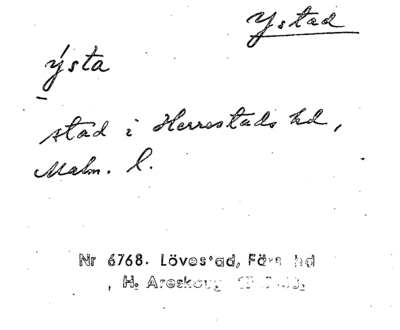 Ystad
ýsta
stad i Herrestads hd,
Malm. l.
Nr 6768. Lövestad, Färs hd
, H. Areskoug